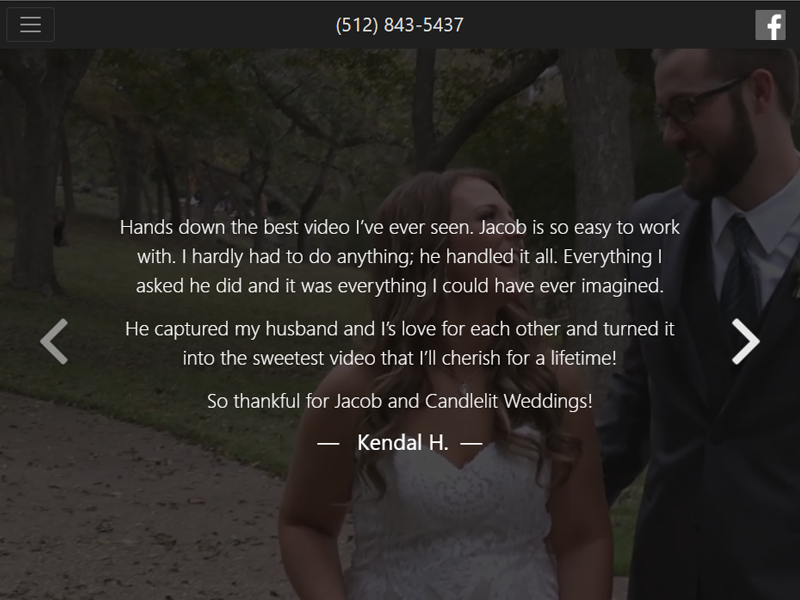 (512) 843-5437
Hands down the best video I've ever seen. Jacob is so easy to work
with. I hardly had to do anything; he handled it all. Everything I
asked he did and it was everything I could have ever imagined.
He captured my husband and I's love for each other and turned it
into the sweetest video that I'll cherish for a lifetime!
So thankful for Jacob and Candlelit Weddings!
— Kendal H. —